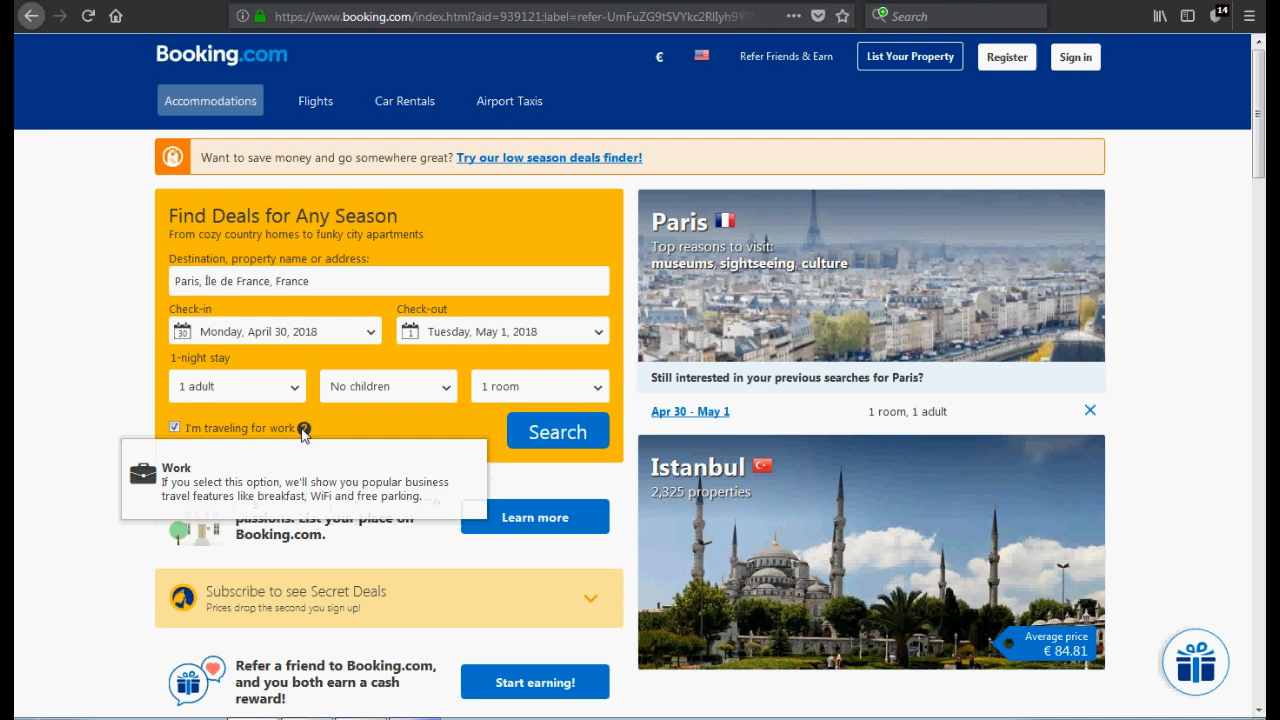 https://www.booking.com/index.html?aid=939121;label=refer-
Search
14
Booking.com
€
Refer Friends & Earn
List Your Property
Register
Sign in
Accommodations
Flights
Car Rentals
Airport Taxis
Want to save money and go somewhere great? Try our low season deals finder!
Find Deals for Any Season
From cozy country homes to funky city apartments
Destination, property name or address:
Paris, Île de France, France
Check-in
Check-out
30
Monday, April 30, 2018
1
Tuesday, May 1, 2018
1-night stay
1 adult
No children
1 room
I'm traveling for work
Search
Work
If you select this option, we'll show you popular business
travel features like breakfast, WiFi and free parking.
passions. List your place on
Booking.com.
Learn more
Subscribe to see Secret Deals
Prices drop the second you sign up!
Refer a friend to Booking.com,
and you both earn a cash
reward!
Start earning!
Paris
Top reasons to visit:
museums, sightseeing, culture
Still interested in your previous searches for Paris?
Apr 30 - May 1
1 room, 1 adult
Istanbul
2,325 properties
Average price
€ 84.81